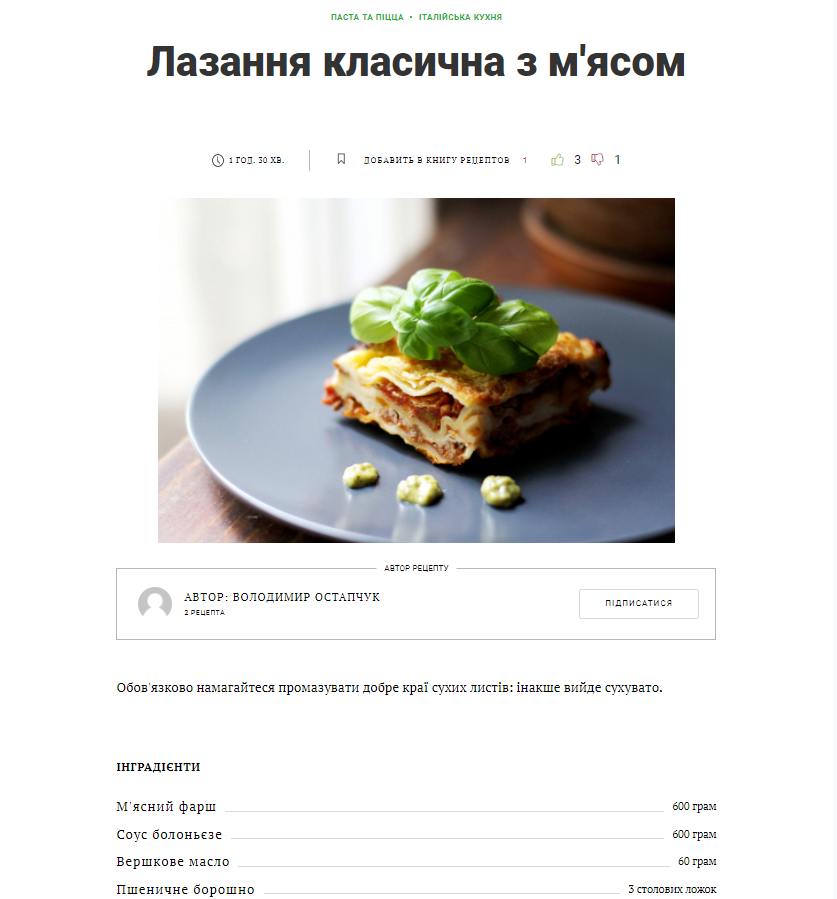 ПАСТА ТА ПІЦЦА • ІТАЛІЙСЬКА КУХНЯ
Лазання класична з м'ясом
1 ГОД. 30 ХВ. ДОБАВИТЬ В КНИГУ РЕЦЕПТОВ 1 3 1
АВТОР РЕЦЕПТУ
АВТОР: ВОЛОДИМИР ОСТАПЧУК
2 РЕЦЕПТА
ПІДПИСАТИСЯ
Обов'язково намагайтеся промазувати добре краї сухих листів: інакше вийде сухувато.
ІНГРАДІЄНТИ
М'ясний фарш 600 грам
Соус болоньєзе 600 грам
Вершкове масло 60 грам
Пшеничне борошно 3 столових ложок